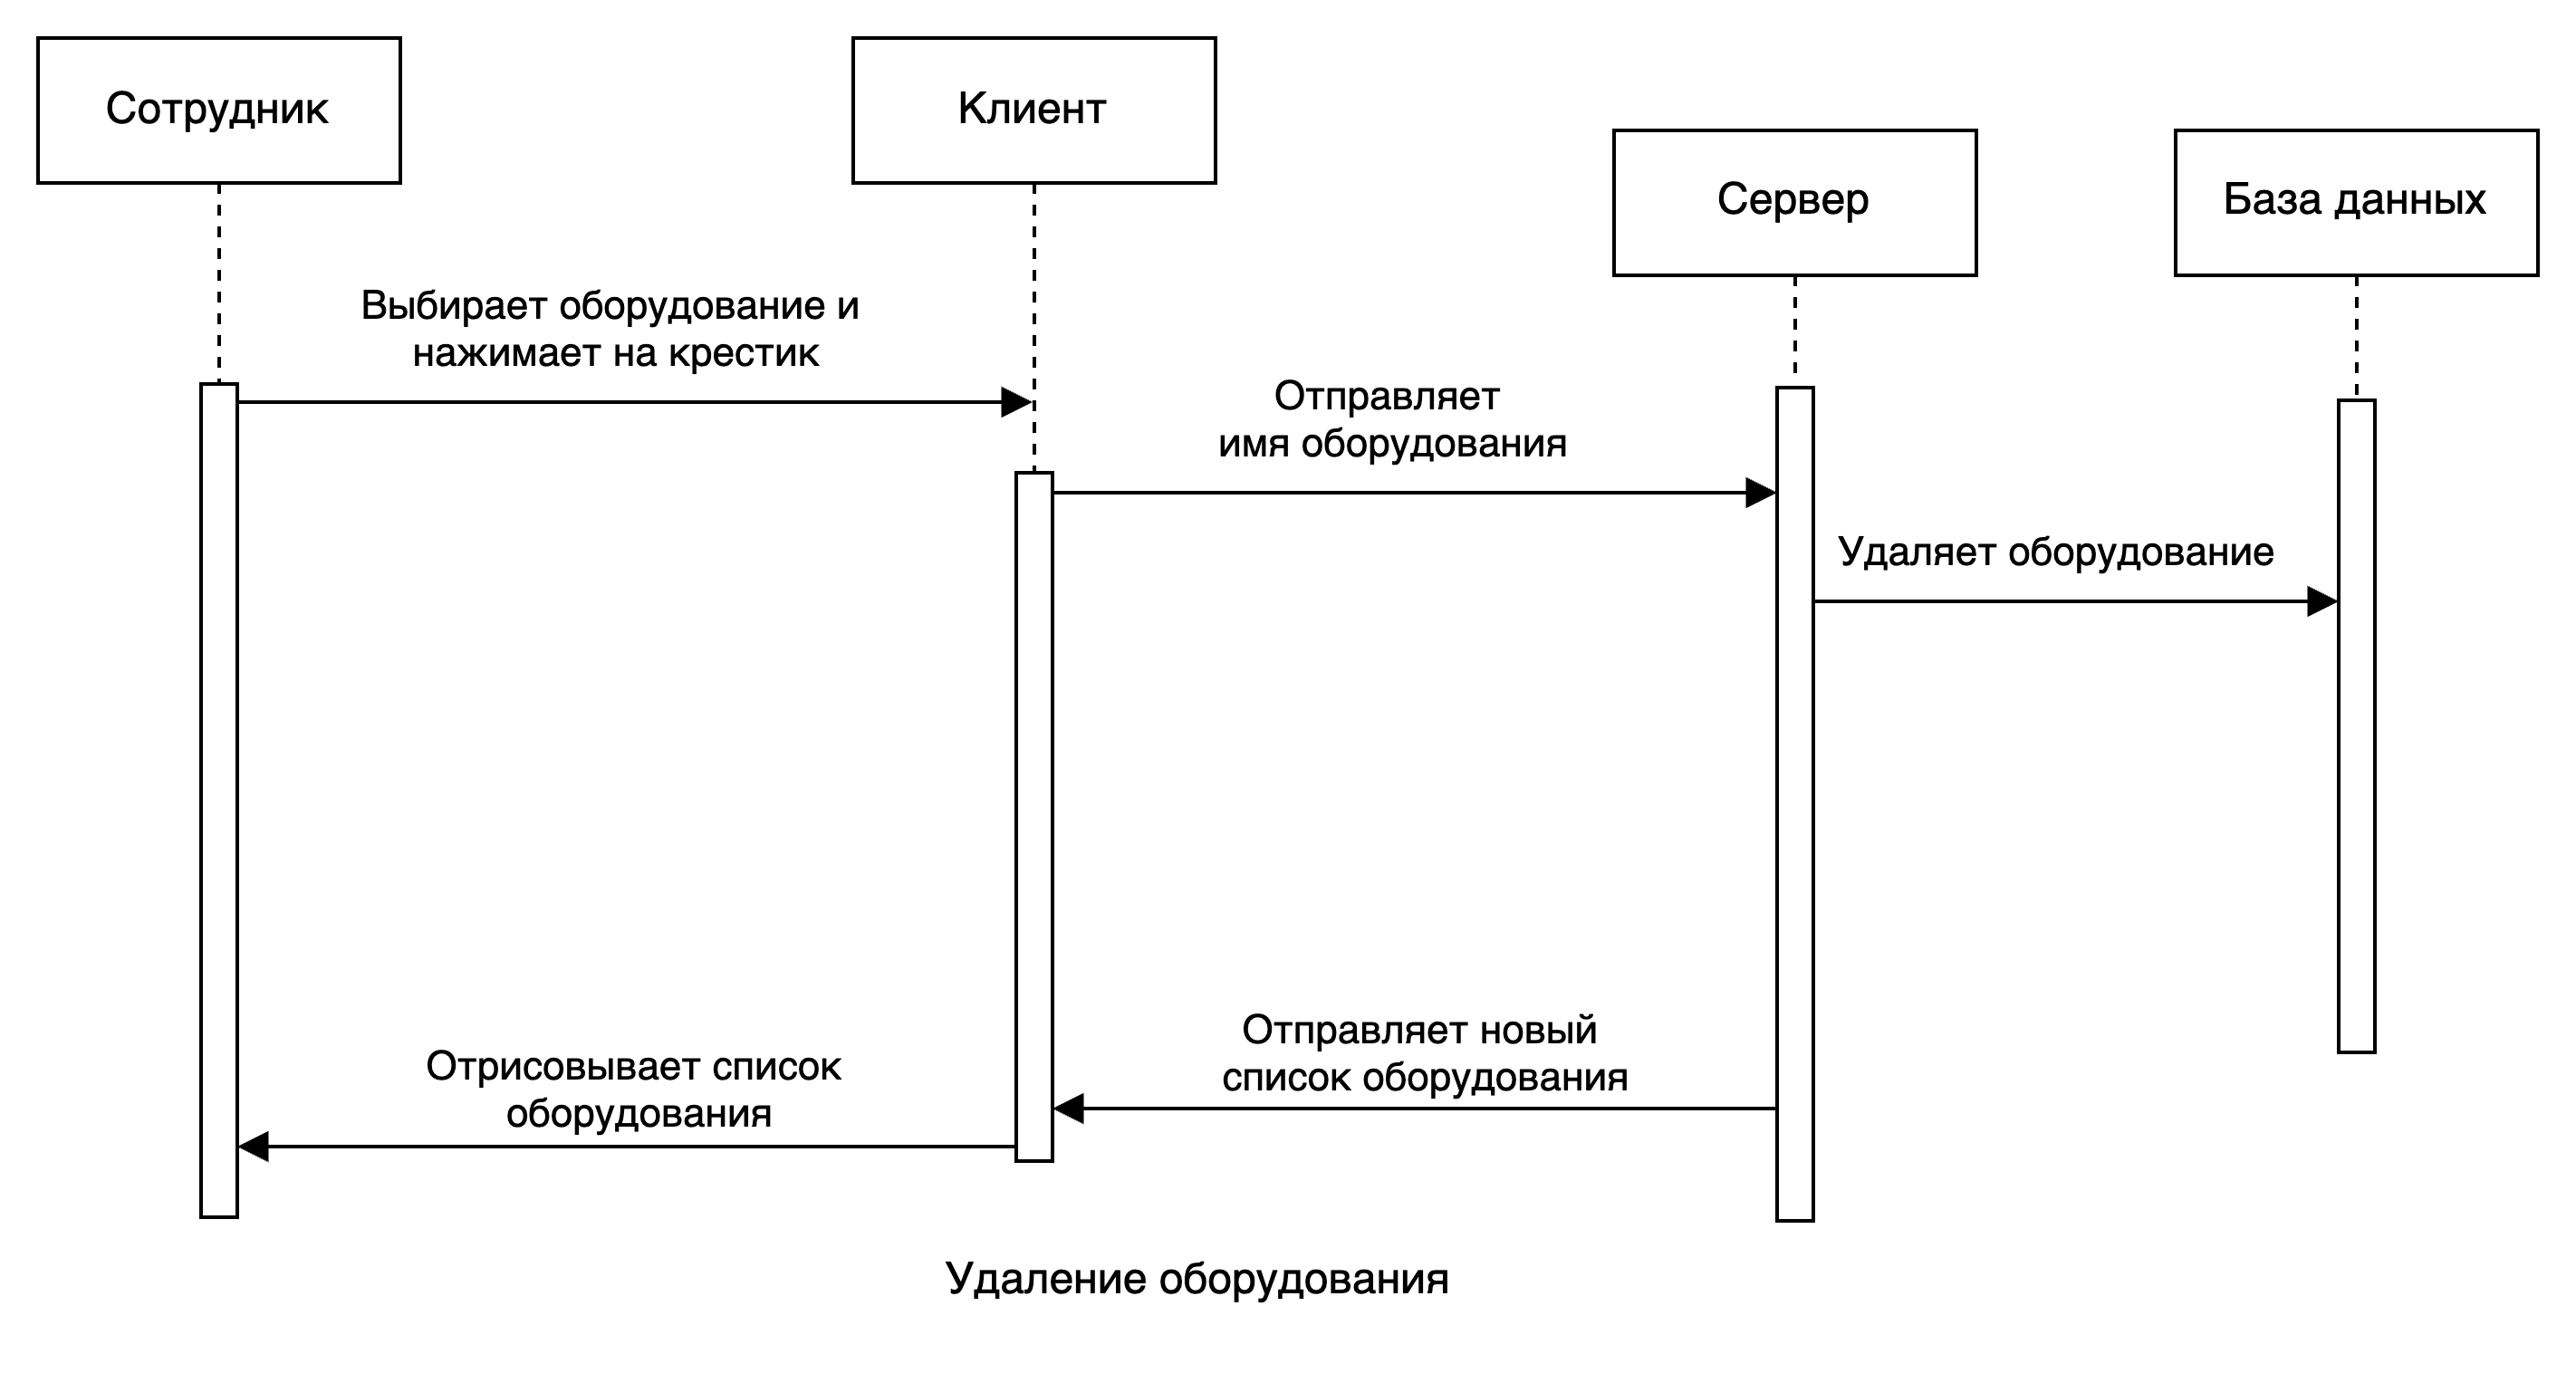 Сотрудник
Клиент
Сервер
База данных
Выбирает оборудование и
нажимает на крестик
Отправляет
имя оборудования
Удаляет оборудование
Отправляет новый
список оборудования
Отрисовывает список
оборудования
Удаление оборудования